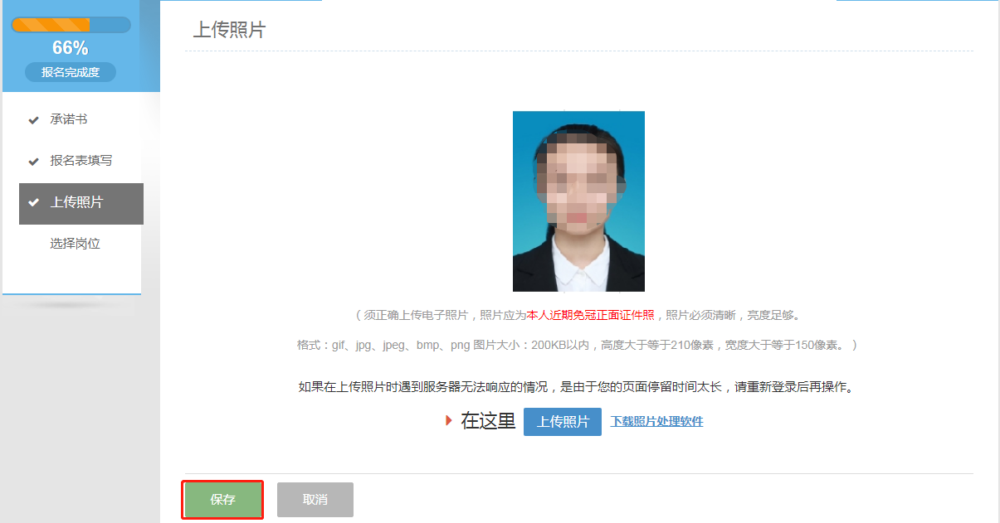 66%
报名完成度
承诺书
报名表填写
上传照片
选择岗位
上传照片
（ 须正确上传电子照片，照片应为本人近期免冠正面证件照，照片必须清晰，亮度足够。
格式：gif、jpg、jpeg、bmp、png 图片大小：200KB以内，高度大于等于210像素，宽度大于等于150像素。 ）
如果在上传照片时遇到服务器无法响应的情况，是由于您的页面停留时间太长，请重新登录后再操作。
在这里 上传照片 下载照片处理软件
保存 取消